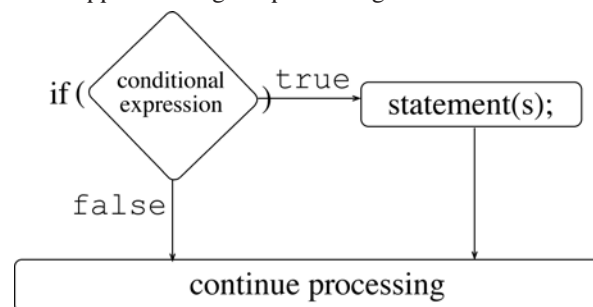 if ( conditional expression ) true
statement(s);
false
continue processing